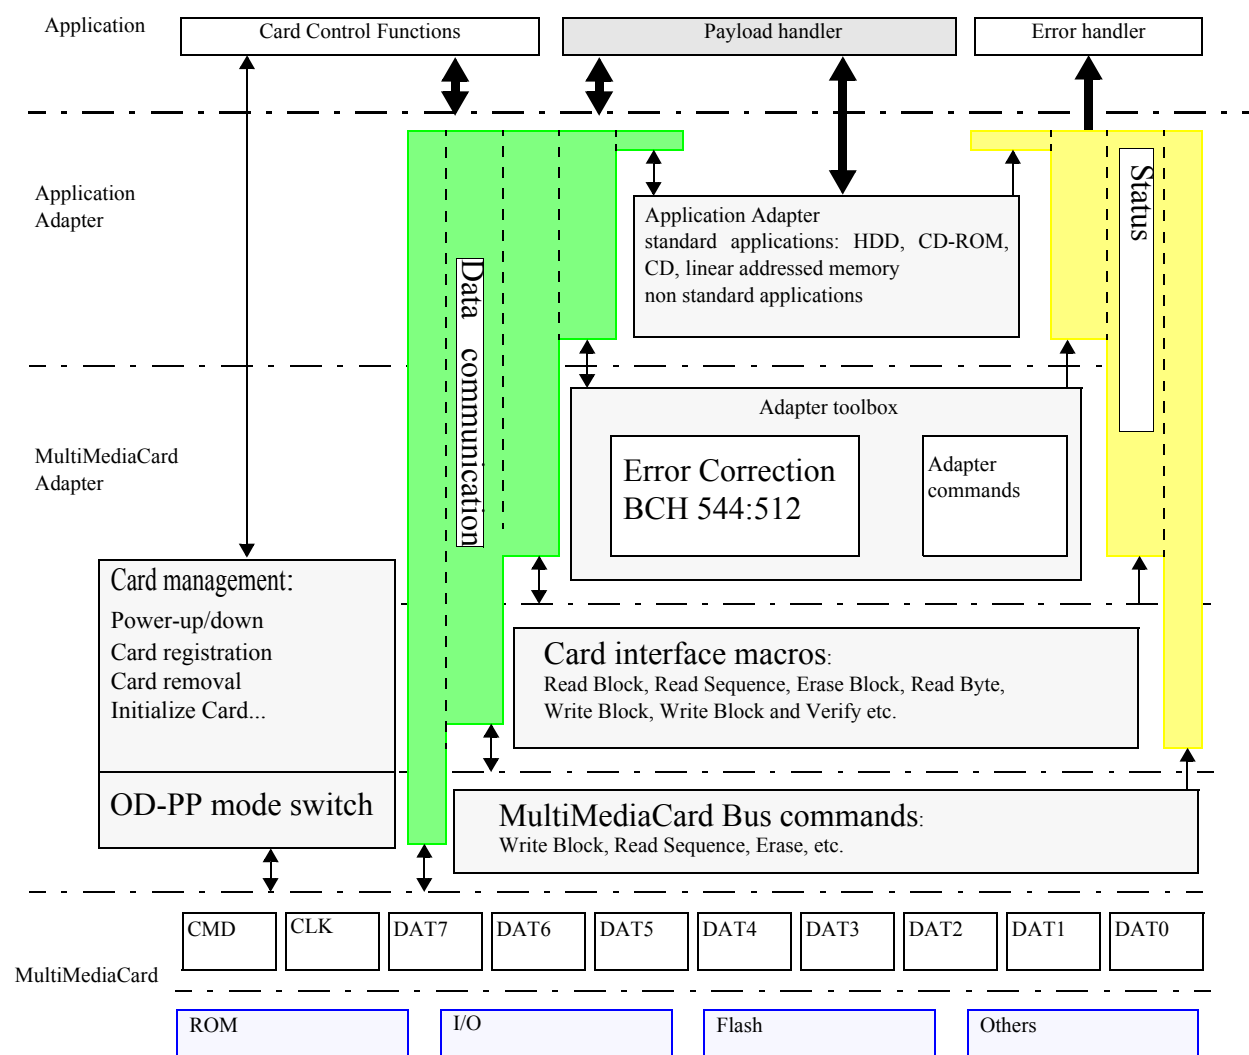 Application
Card Control Functions
Payload handler
Error handler
Application
Adapter
Status
Application Adapter
standard applications: HDD, CD-ROM,
CD, linear addressed memory
non standard applications
Data communication
Adapter toolbox
MultiMediaCard
Adapter
Error Correction
BCH 544:512
Adapter
commands
Card management:
Power-up/down
Card registration
Card removal
Initialize Card...
Card interface macros:
Read Block, Read Sequence, Erase Block, Read Byte,
Write Block, Write Block and Verify etc.
OD-PP mode switch
MultiMediaCard Bus commands:
Write Block, Read Sequence, Erase, etc.
CMD
CLK
DAT7
DAT6
DAT5
DAT4
DAT3
DAT2
DAT1
DAT0
MultiMediaCard
ROM
I/O
Flash
Others